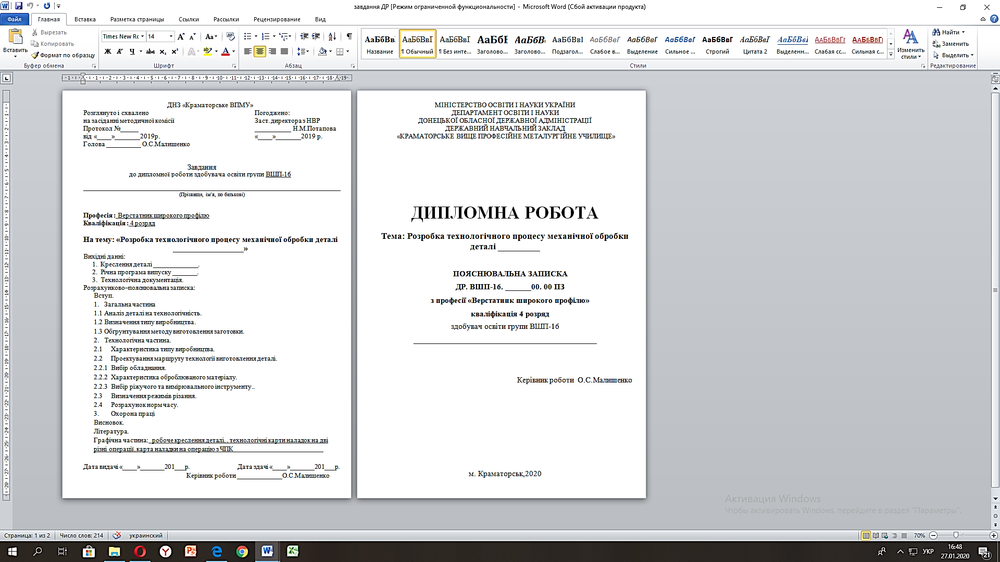 завдання ДР [Режим ограниченной функциональности] - Microsoft Word (Сбой активации продукта)
Файл Главная Вставка Разметка страницы Ссылки Рассылки Рецензирование Вид
Вставить
Вырезать
Копировать
Формат по образцу
Буфер обмена
Times New Rc 14
Шрифт
Абзац
АаБбВв АаБбВвІ АаБбВвІ АаБбЕ АаБбВ АаБбВвІ АаБбВвГ АаБбВвГ АаБбВвГ АаБбВвГ АаБбВвІ АаБбВвІ АаБбВвГг АаБбВвГг
Название ¶ Обычный ¶ Без инте... Заголово... Заголово... Подзагол... Слабое в... Выделение Сильное ... Строгий Цитата 2 Выделенн... Слабая сс... Сильная с...
Стили
Изменить стили
Найти
Заменить
Выделить
Редактирование
ДНЗ «Краматорське ВПМУ»
Розглянуто і схвалено Погоджено:
на засіданні методичної комісії Заст. директора з НВР
Протокол №_____ __________ Н.М.Потапова
від «____»_______2019р. «____»_______2019 р.
Голова __________ О.С.Малишенко
Завдання
до дипломної роботи здобувача освіти групи ВШП-16
(Прізвище, ім'я, по батькові)
Професія: Верстатник широкого профілю
Кваліфікація: 4 розряд
На тему: «Розробка технологічного процесу механічної обробки деталі
__________________»
Вихідні данні:
1. Креслення деталі _____________.
2. Річна програма випуску _______.
3. Технологічна документація.
Розрахунково–пояснювальна записка:
Вступ.
1. Загальна частина
1.1 Аналіз деталі на технологічність.
1.2 Визначення типу виробництва.
1.3 Обгрунтування методу виготовлення заготовки.
2. Технологічна частина.
2.1 Характеристика типу виробництва.
2.2 Проектування маршруту технології виготовлення деталі.
2.2.1 Вибір обладнання.
2.2.2 Характеристика оброблюваного матеріалу.
2.2.3 Вибір ріжучого та вимірювального інструменту..
2.3 Визначення режимів різання.
2.4 Розрахунок норм часу.
3. Охорона праці
Висновок.
Література.
Графічна частина: робоче креслення деталі, , технологічні карти наладок на дві
різні операції, карта наладки на операцію з ЧПК
Дата видачі «____»_______201___р. Дата здачі «____»_______201___р.
Керівник роботи _____________О.С.Малишенко
МІНІСТЕРСТВО ОСВІТИ І НАУКИ УКРАЇНИ
ДЕПАРТАМЕНТ ОСВІТИ І НАУКИ
ДОНЕЦЬКОЇ ОБЛАСНОЇ ДЕРЖАВНОЇ АДМІНІСТРАЦІЇ
ДЕРЖАВНИЙ НАВЧАЛЬНИЙ ЗАКЛАД
«КРАМАТОРСЬКЕ ВИЩЕ ПРОФЕСІЙНЕ МЕТАЛУРГІЙНЕ УЧИЛИЩЕ»
ДИПЛОМНА РОБОТА
Тема: Розробка технологічного процесу механічної обробки
деталі __________
ПОЯСНЮВАЛЬНА ЗАПИСКА
ДР. ВШП-16. ______00. 00 ПЗ
з професії «Верстатник широкого профілю»
кваліфікація 4 розряд
здобувач освіти групи ВШП-16
Керівник роботи О.С.Малишенко
м. Краматорськ,2020
Активация Windows
Чтобы активировать Windows, перейдите в раздел "Параметры".
Страница: 1 из 2 Число слов: 214 украинский 70%
УКР 16:48
27.01.2020
21